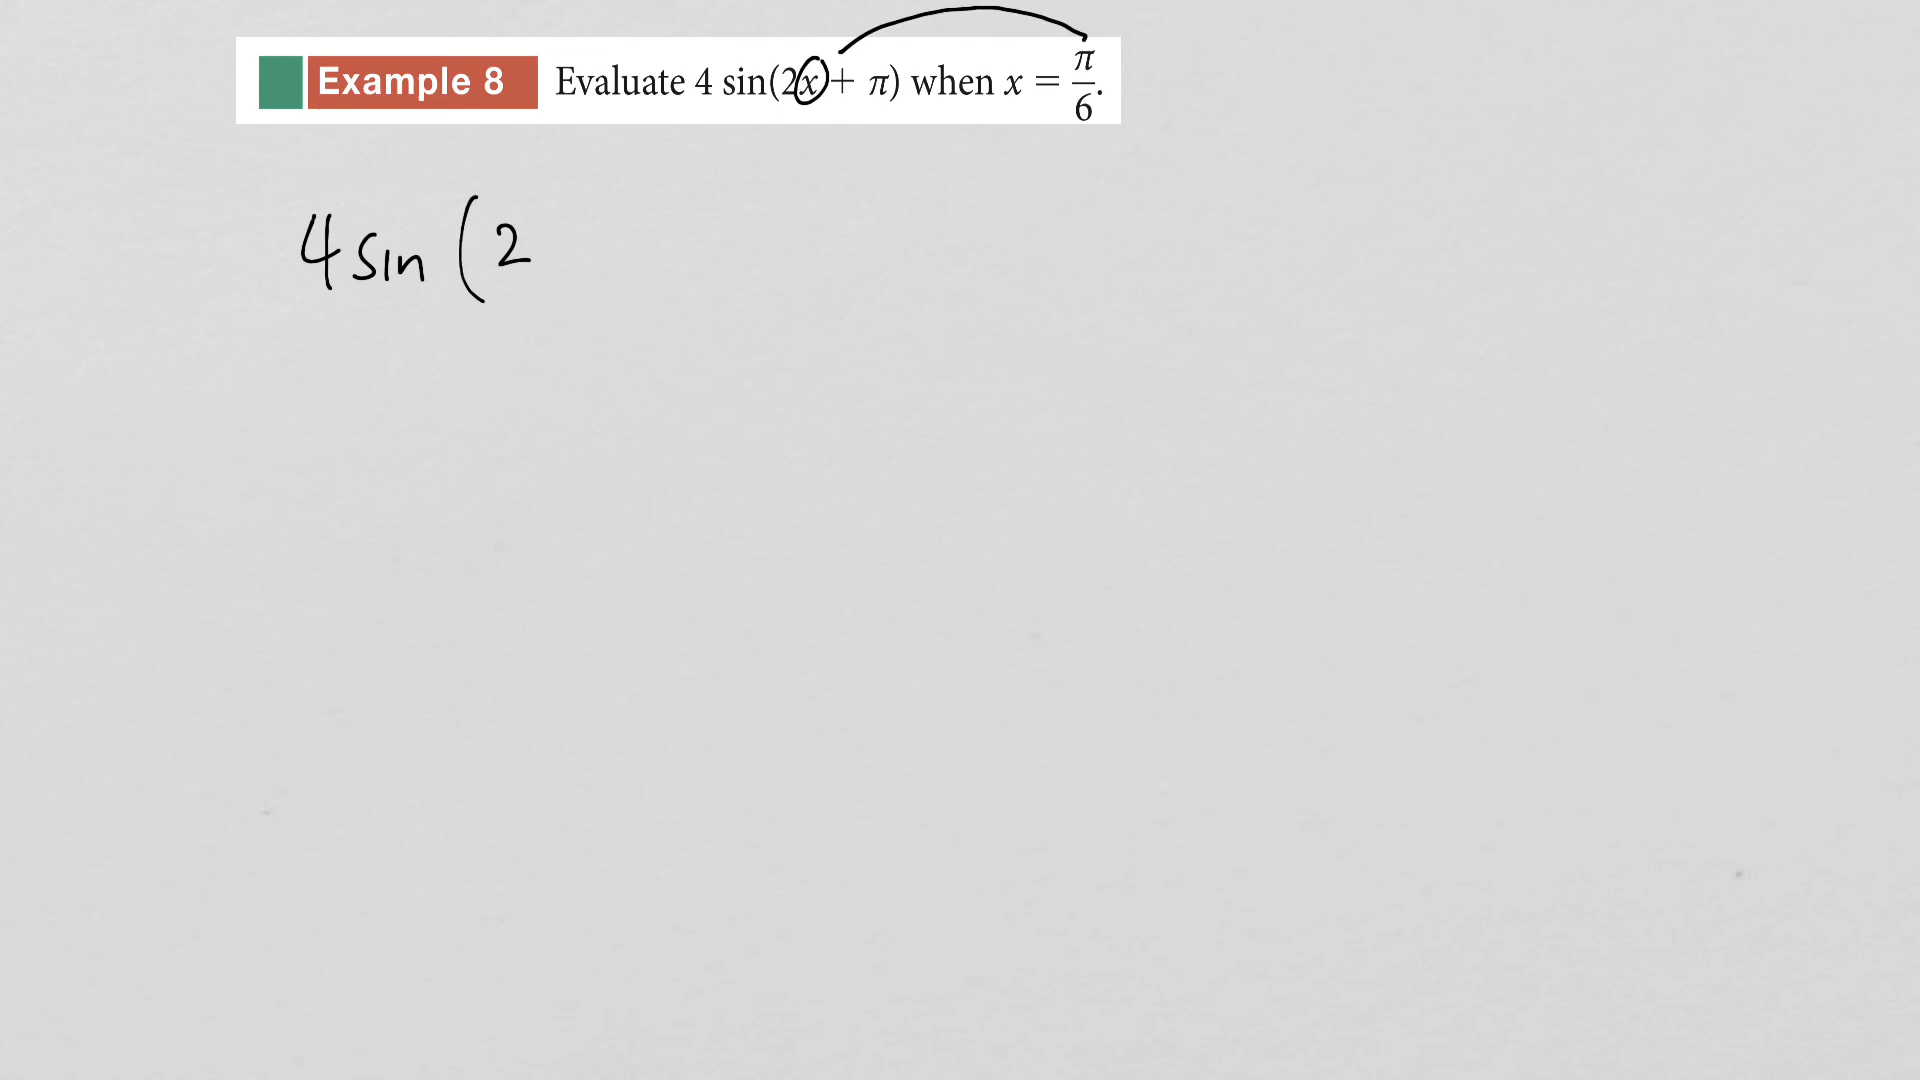 Example 8 Evaluate 4 sin(2x + π) when x = π/6.
4 sin (2